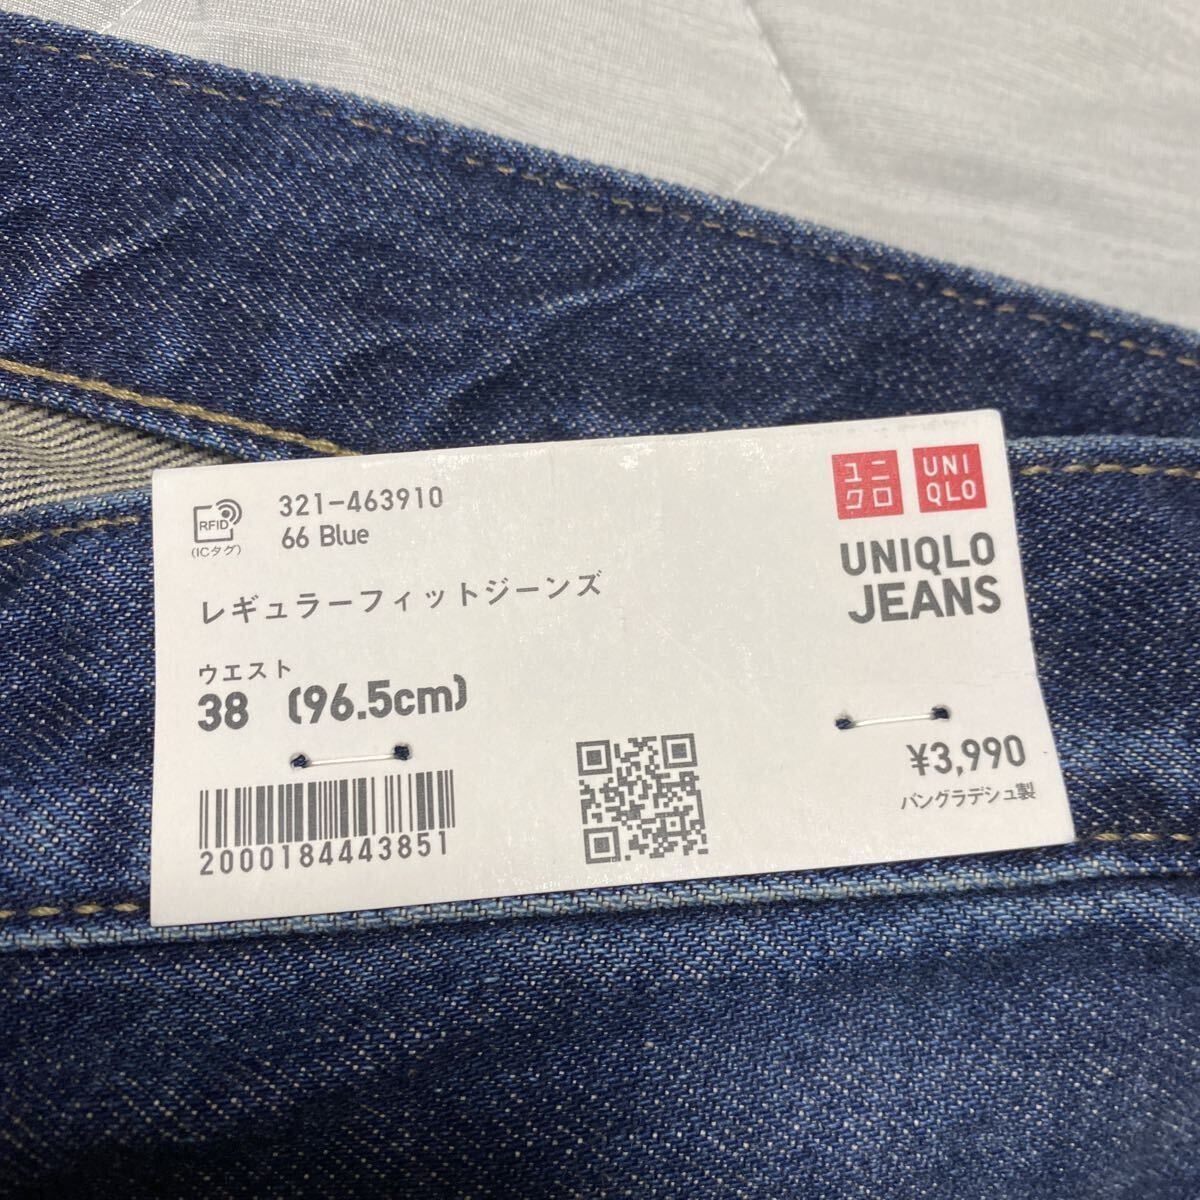 RFID
(ICタグ)
321-463910
66 Blue
レギュラーフィットジーンズ
ウエスト
38 (96.5cm)
2000184443851
ユニ
クロ
UNI
QLO
UNIQLO
JEANS
¥3,990
バングラデシュ製